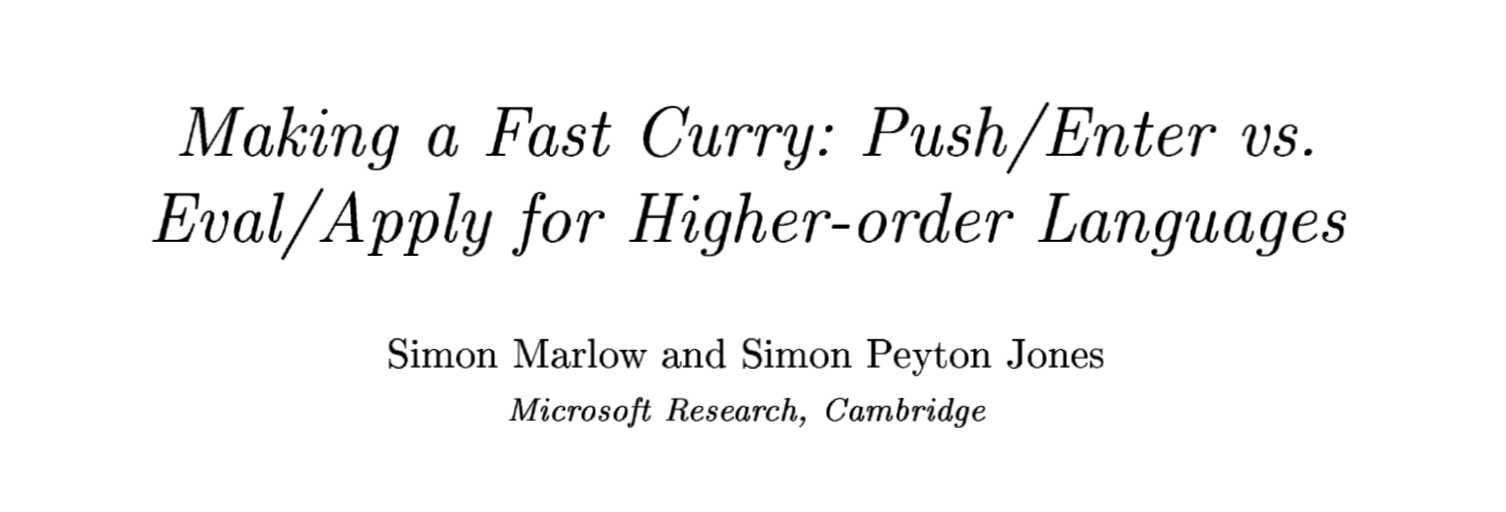 Making a Fast Curry: Push/Enter vs.
Eval/Apply for Higher-order Languages
Simon Marlow and Simon Peyton Jones
Microsoft Research, Cambridge